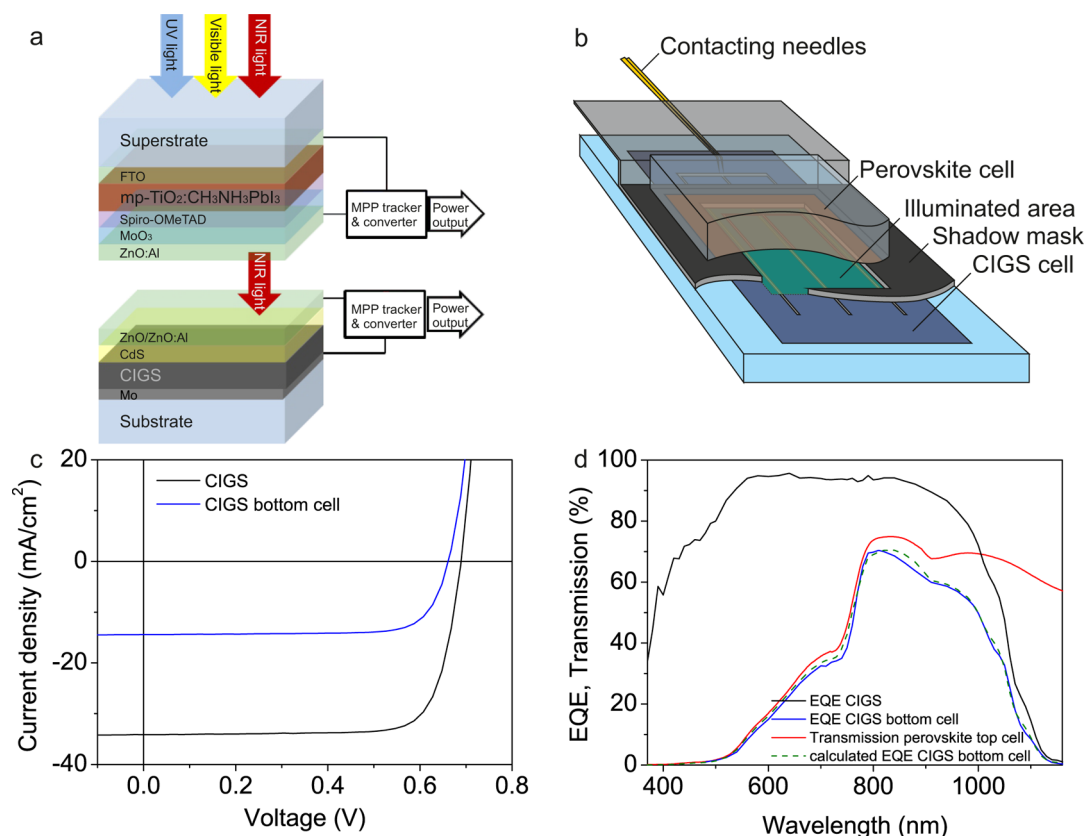 a
UV light
Visible light
NIR light
Superstrate
FTO
mp-TiO₂:CH₃NH₃PbI₃
Spiro-OMeTAD
MoO₃
ZnO:Al
MPP tracker
& converter
Power
output
NIR light
ZnO/ZnO:Al
CdS
CIGS
Mo
Substrate
MPP tracker
& converter
Power
output
b
Contacting needles
Perovskite cell
Illuminated area
Shadow mask
CIGS cell
c
CIGS
CIGS bottom cell
Current density (mA/cm²)
20
0
-20
-40
0.0
0.2
0.4
0.6
0.8
Voltage (V)
d
EQE, Transmission (%)
100
80
60
40
20
0
EQE CIGS
EQE CIGS bottom cell
Transmission perovskite top cell
calculated EQE CIGS bottom cell
400
600
800
1000
Wavelength (nm)